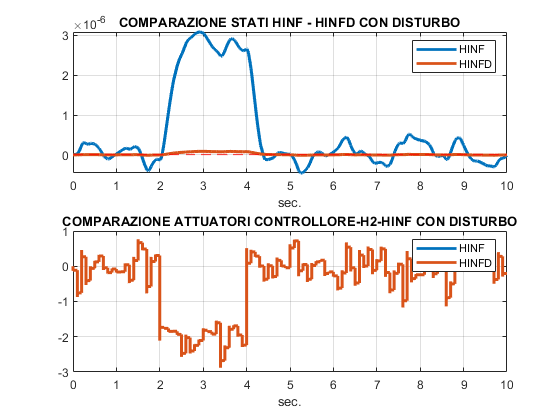 COMPARAZIONE STATI HINF - HINFD CON DISTURBO
×10-6
3
2
1
0
HINF
HINFD
0 1 2 3 4 5 6 7 8 9 10
sec.
COMPARAZIONE ATTUATORI CONTROLLORE-H2-HINF CON DISTURBO
1
0
-1
-2
-3
HINF
HINFD
0 1 2 3 4 5 6 7 8 9 10
sec.